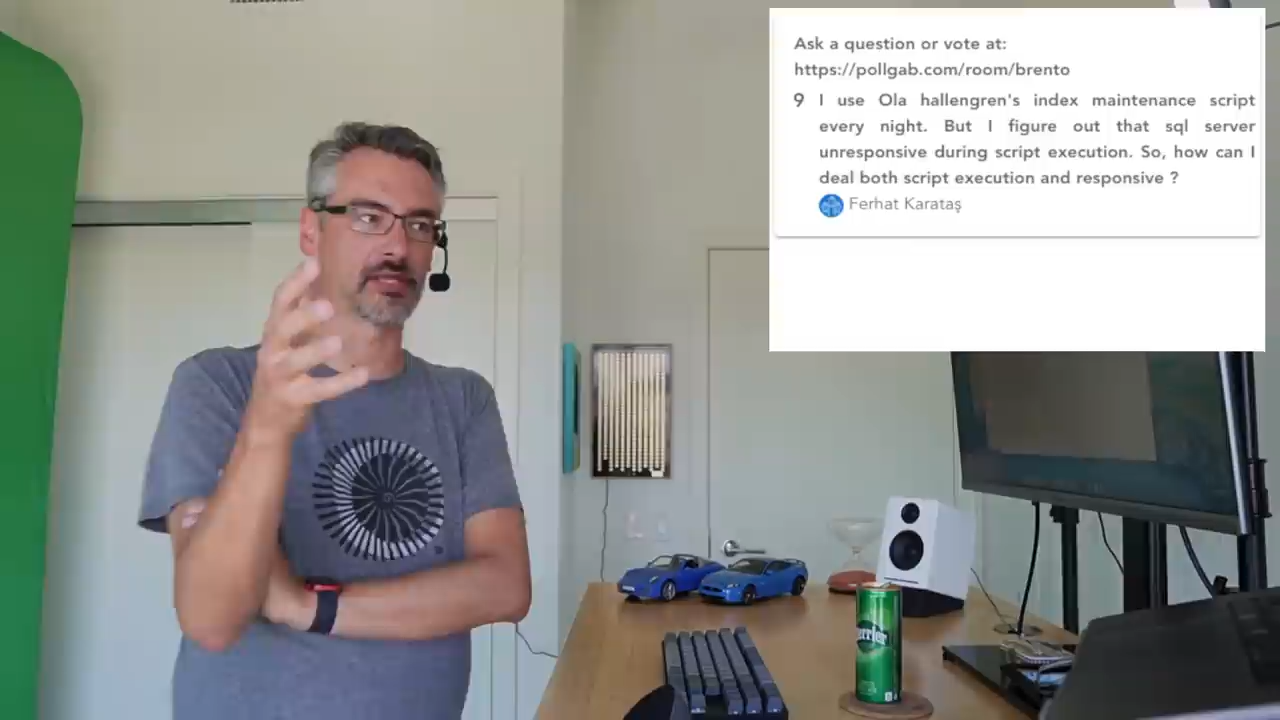 Ask a question or vote at:
https://pollgab.com/room/brento
9 I use Ola hallengren's index maintenance script
every night. But I figure out that sql server
unresponsive during script execution. So, how can I
deal both script execution and responsive ?
Ferhat Karataş
Perrier